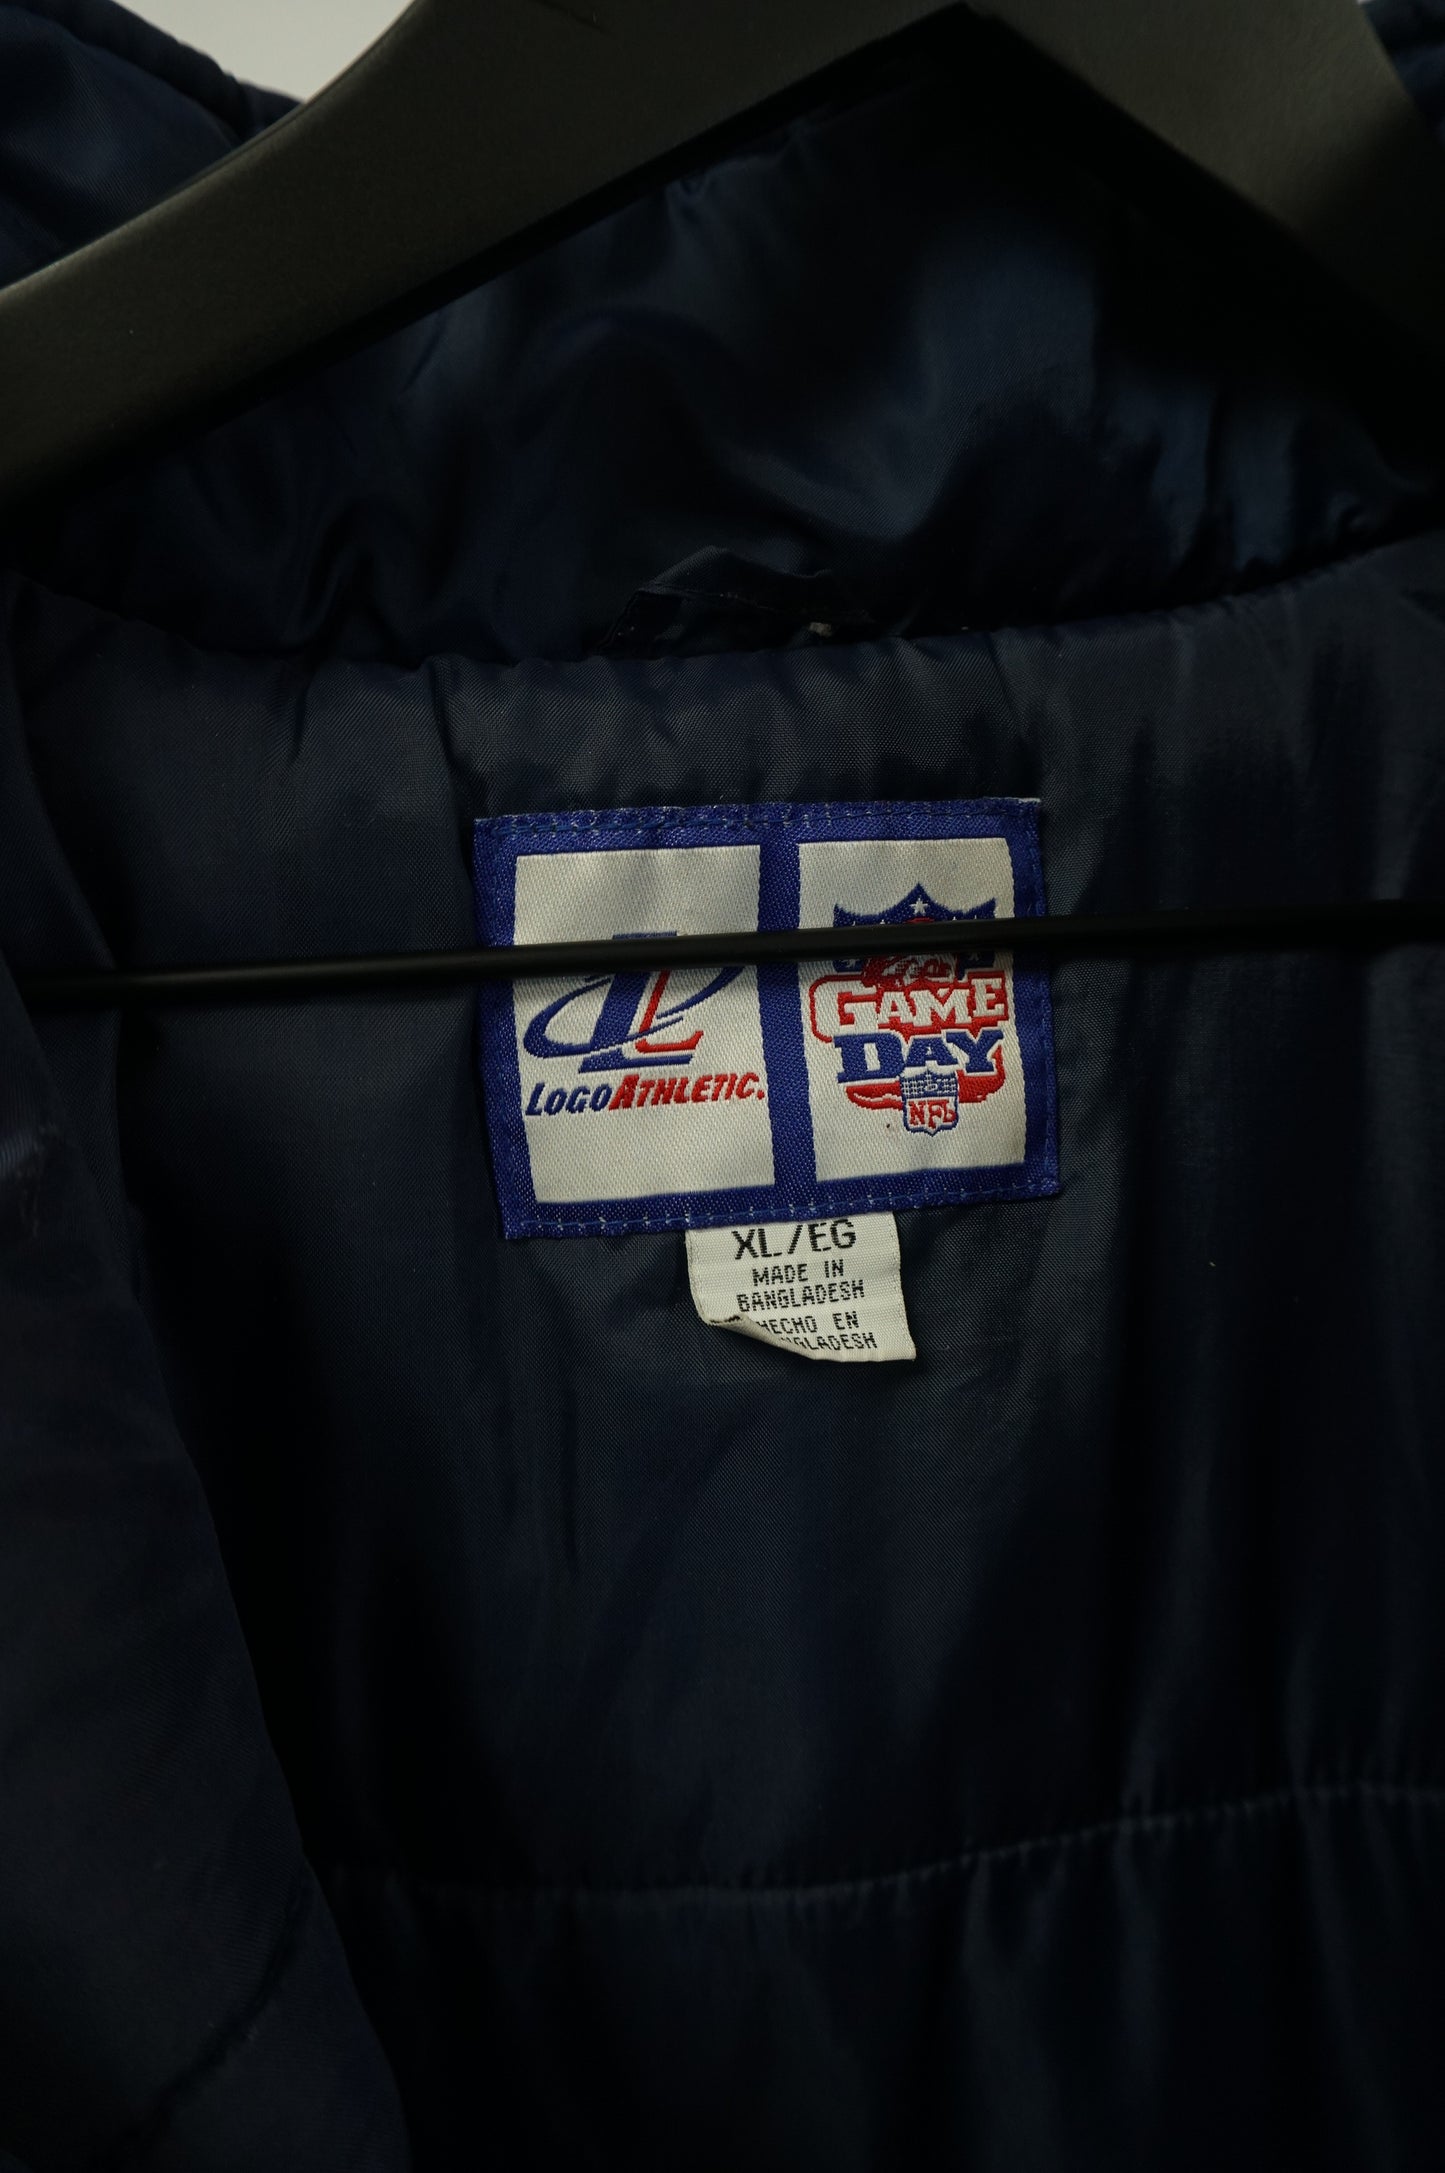 LOGOATHLETIC.
GAME
DAY
NFL
XL/EG
MADE IN
BANGLADESH
HECHO EN